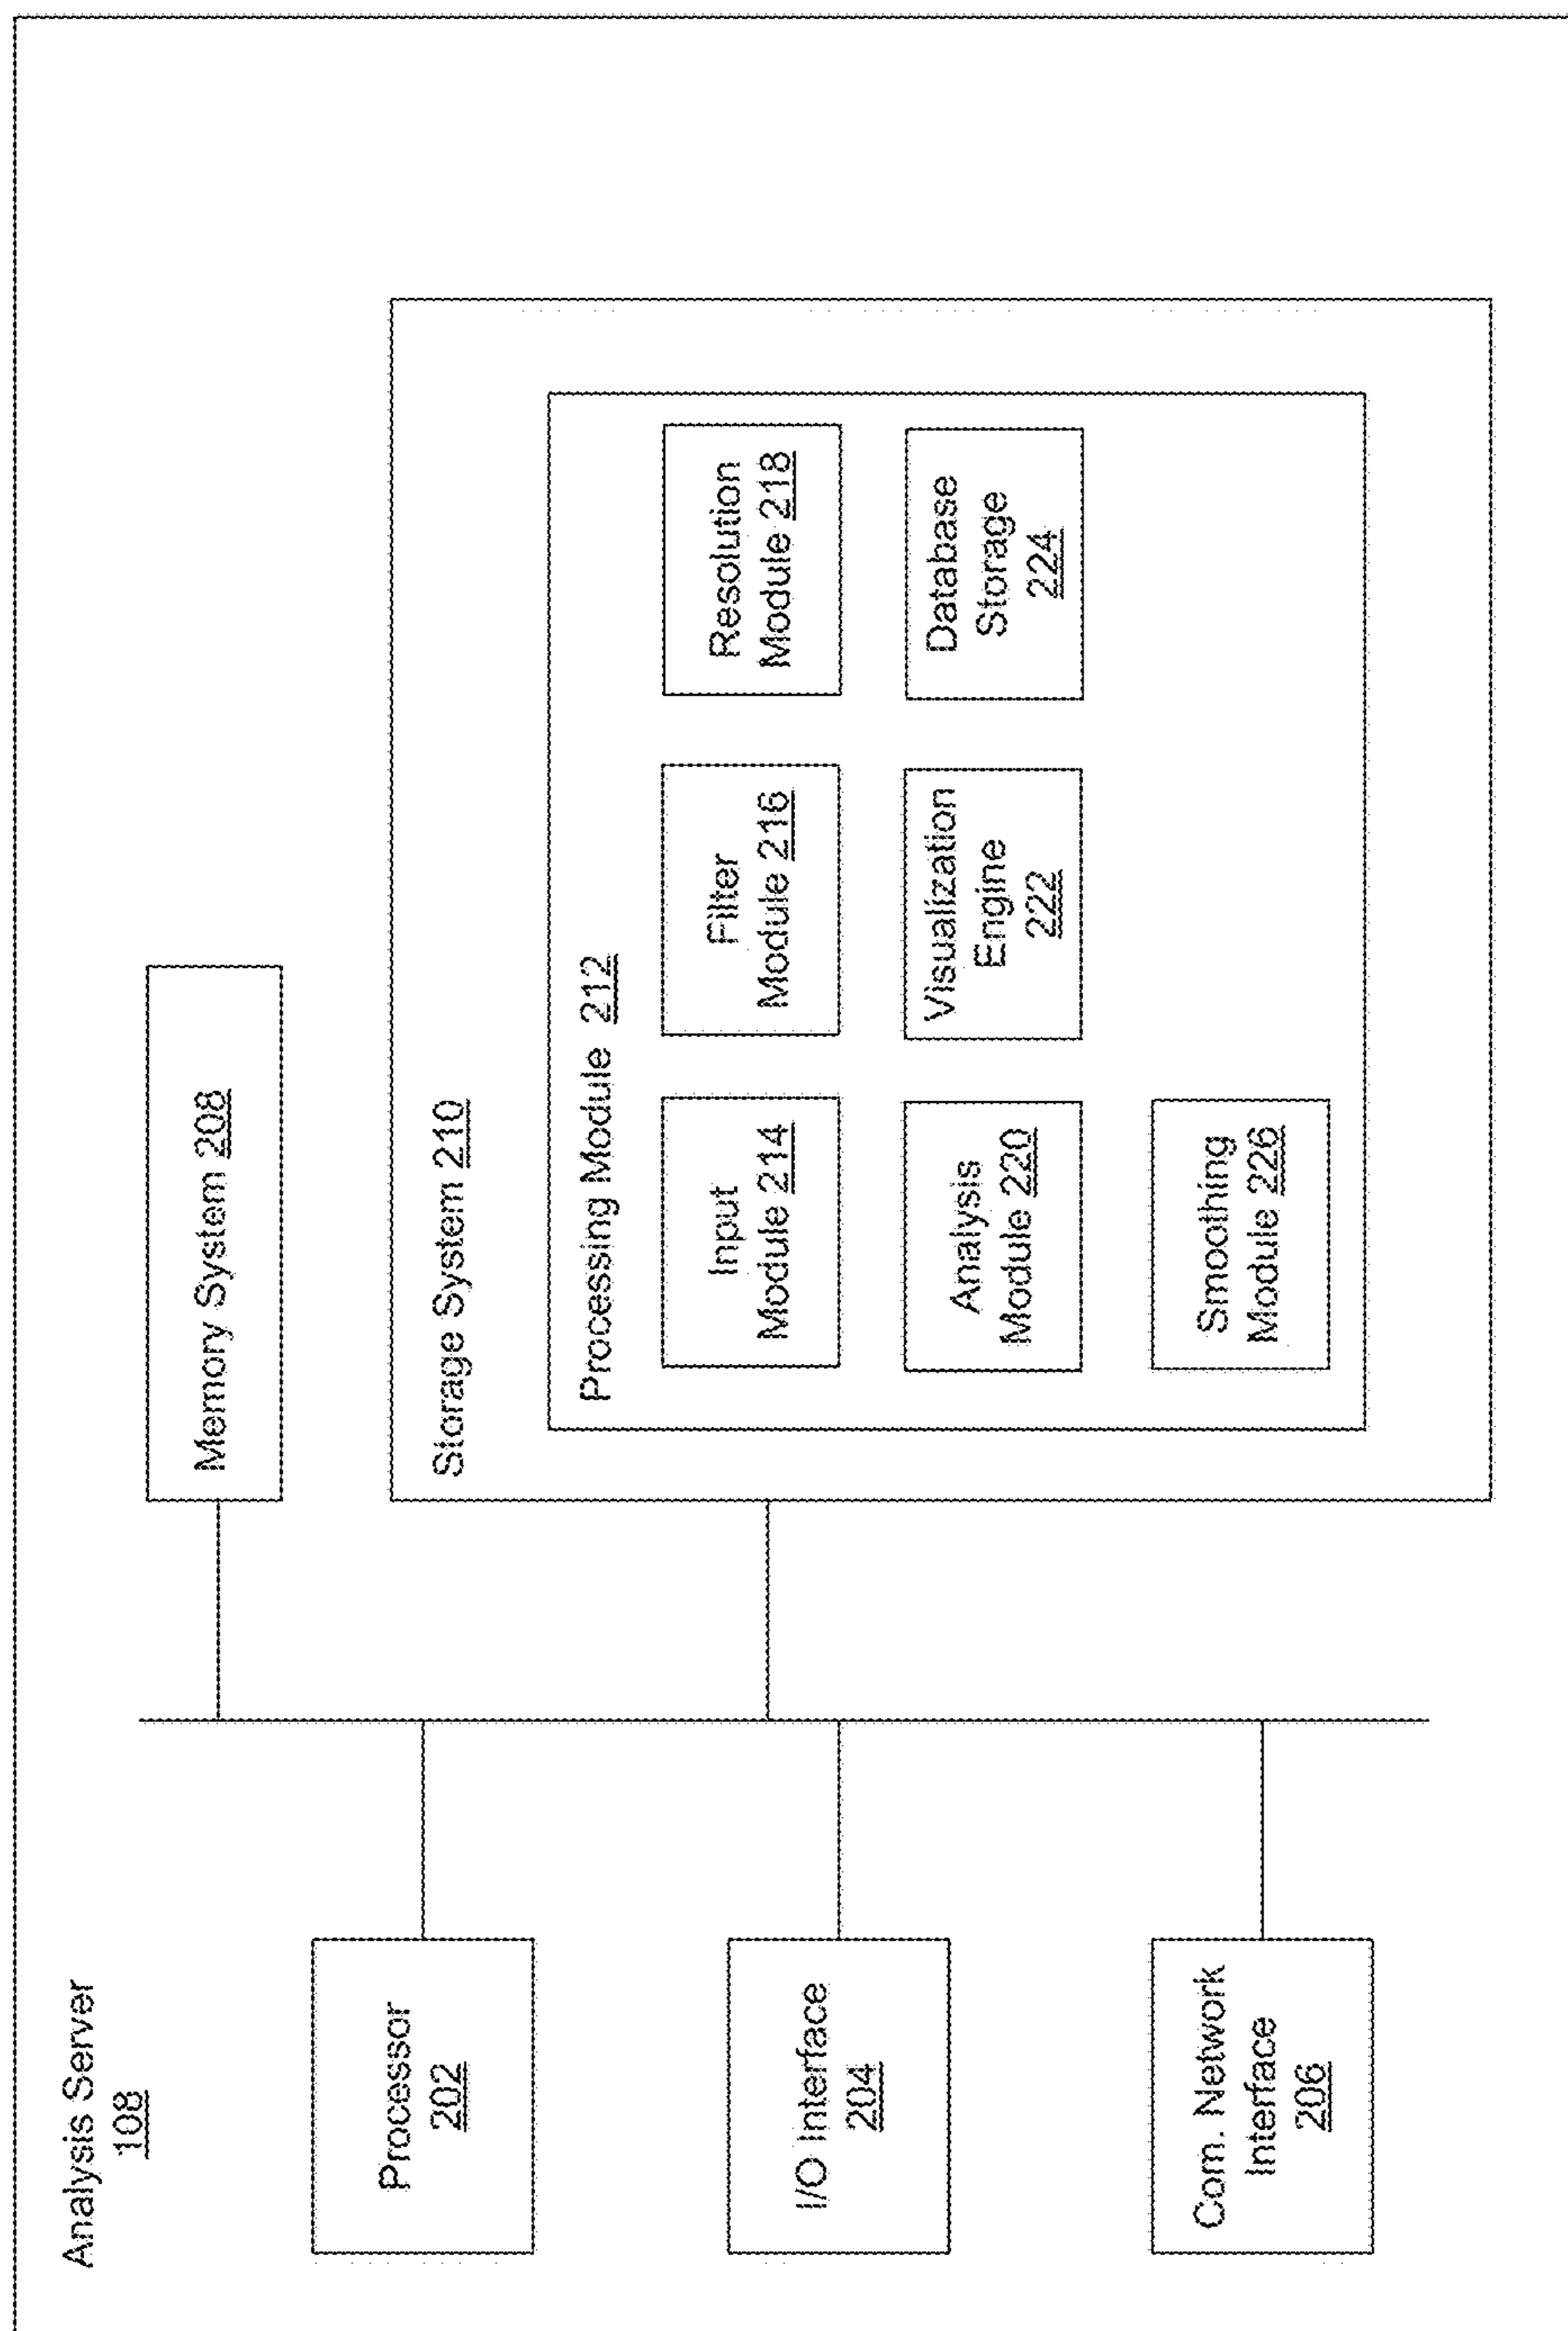 Analysis Server
108
Processor
202
I/O Interface
204
Com. Network
Interface
206
Memory System 208
Storage System 210
Processing Module 212
Input
Module 214
Filter
Module 216
Resolution
Module 218
Analysis
Module 220
Visualization
Engine
222
Database
Storage
224
Smoothing
Module 226